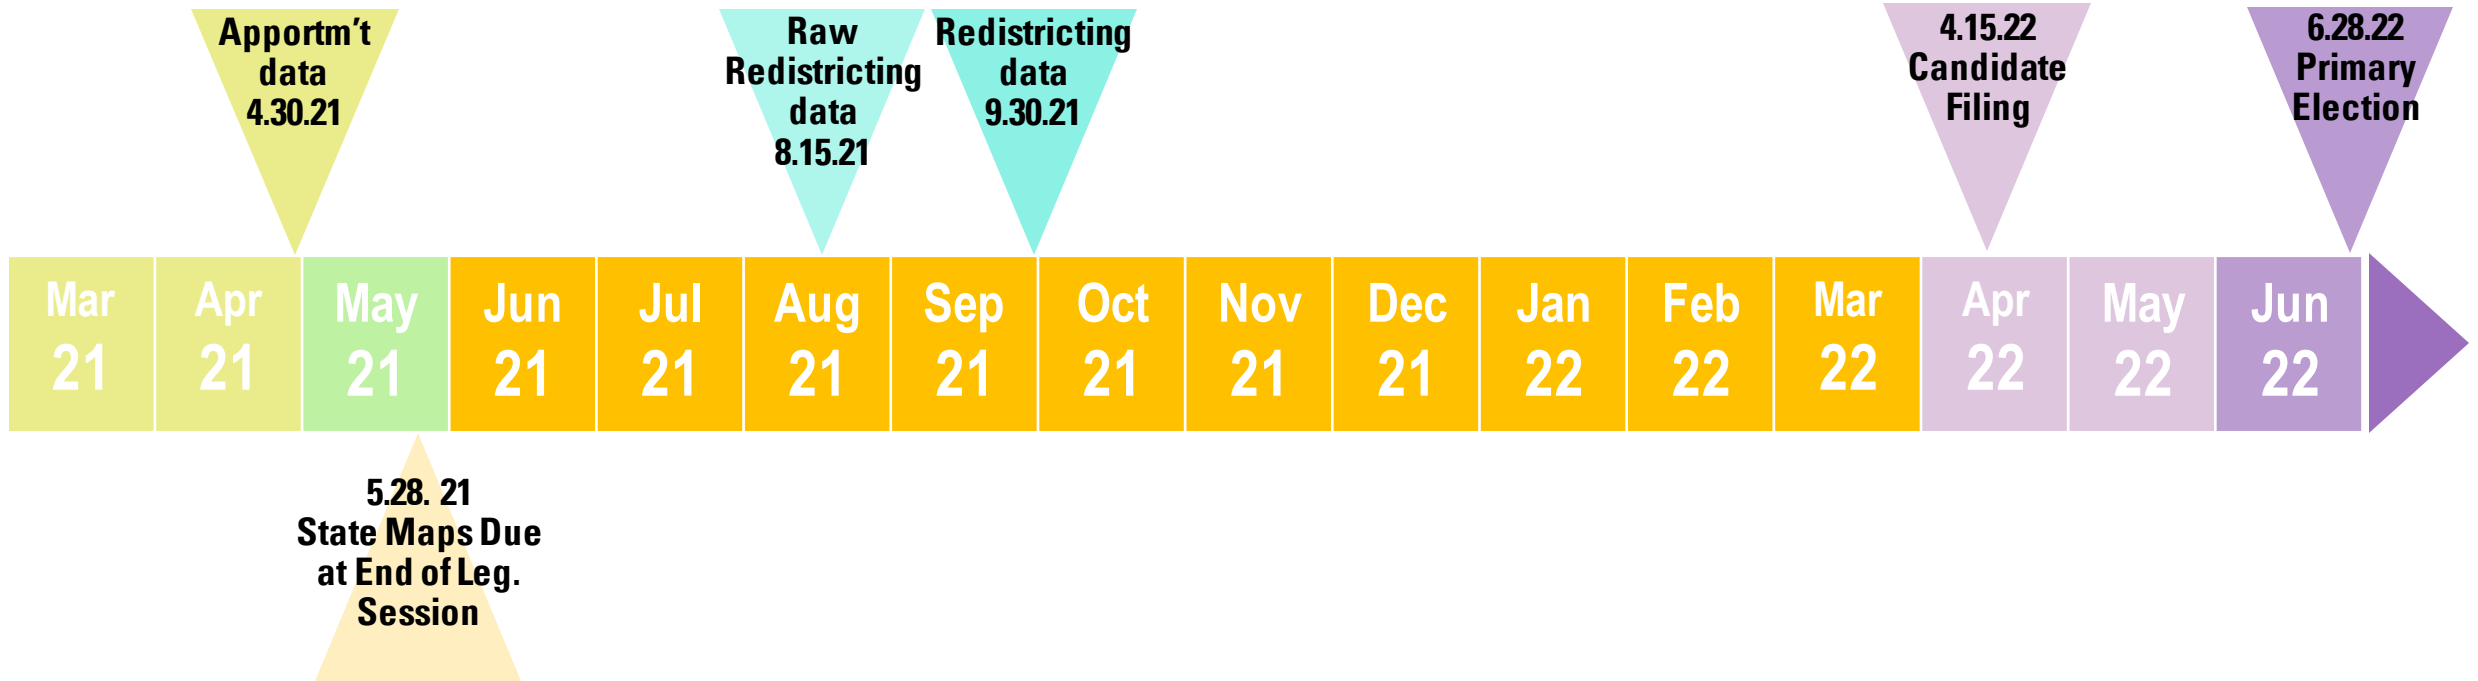 Apportm't
data
4.30.21
Raw
Redistricting
data
8.15.21
Redistricting
data
9.30.21
4.15.22
Candidate
Filing
6.28.22
Primary
Election
Mar
21
Apr
21
May
21
Jun
21
Jul
21
Aug
21
Sep
21
Oct
21
Nov
21
Dec
21
Jan
22
Feb
22
Mar
22
Apr
22
May
22
Jun
22
5.28. 21
State Maps Due
at End of Leg.
Session